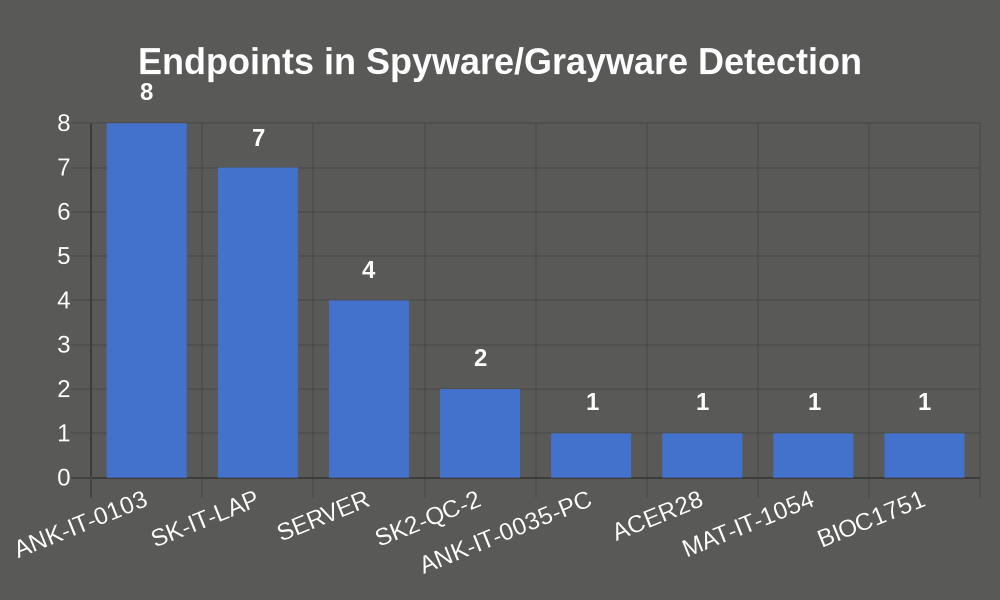 Endpoints in Spyware/Grayware Detection
8
7
4
2
1
1
1
1
8
7
6
5
4
3
2
1
0
ANK-IT-0103
SK-IT-LAP
SERVER
SK2-QC-2
ANK-IT-0035-PC
ACER28
MAT-IT-1054
BIOC1751